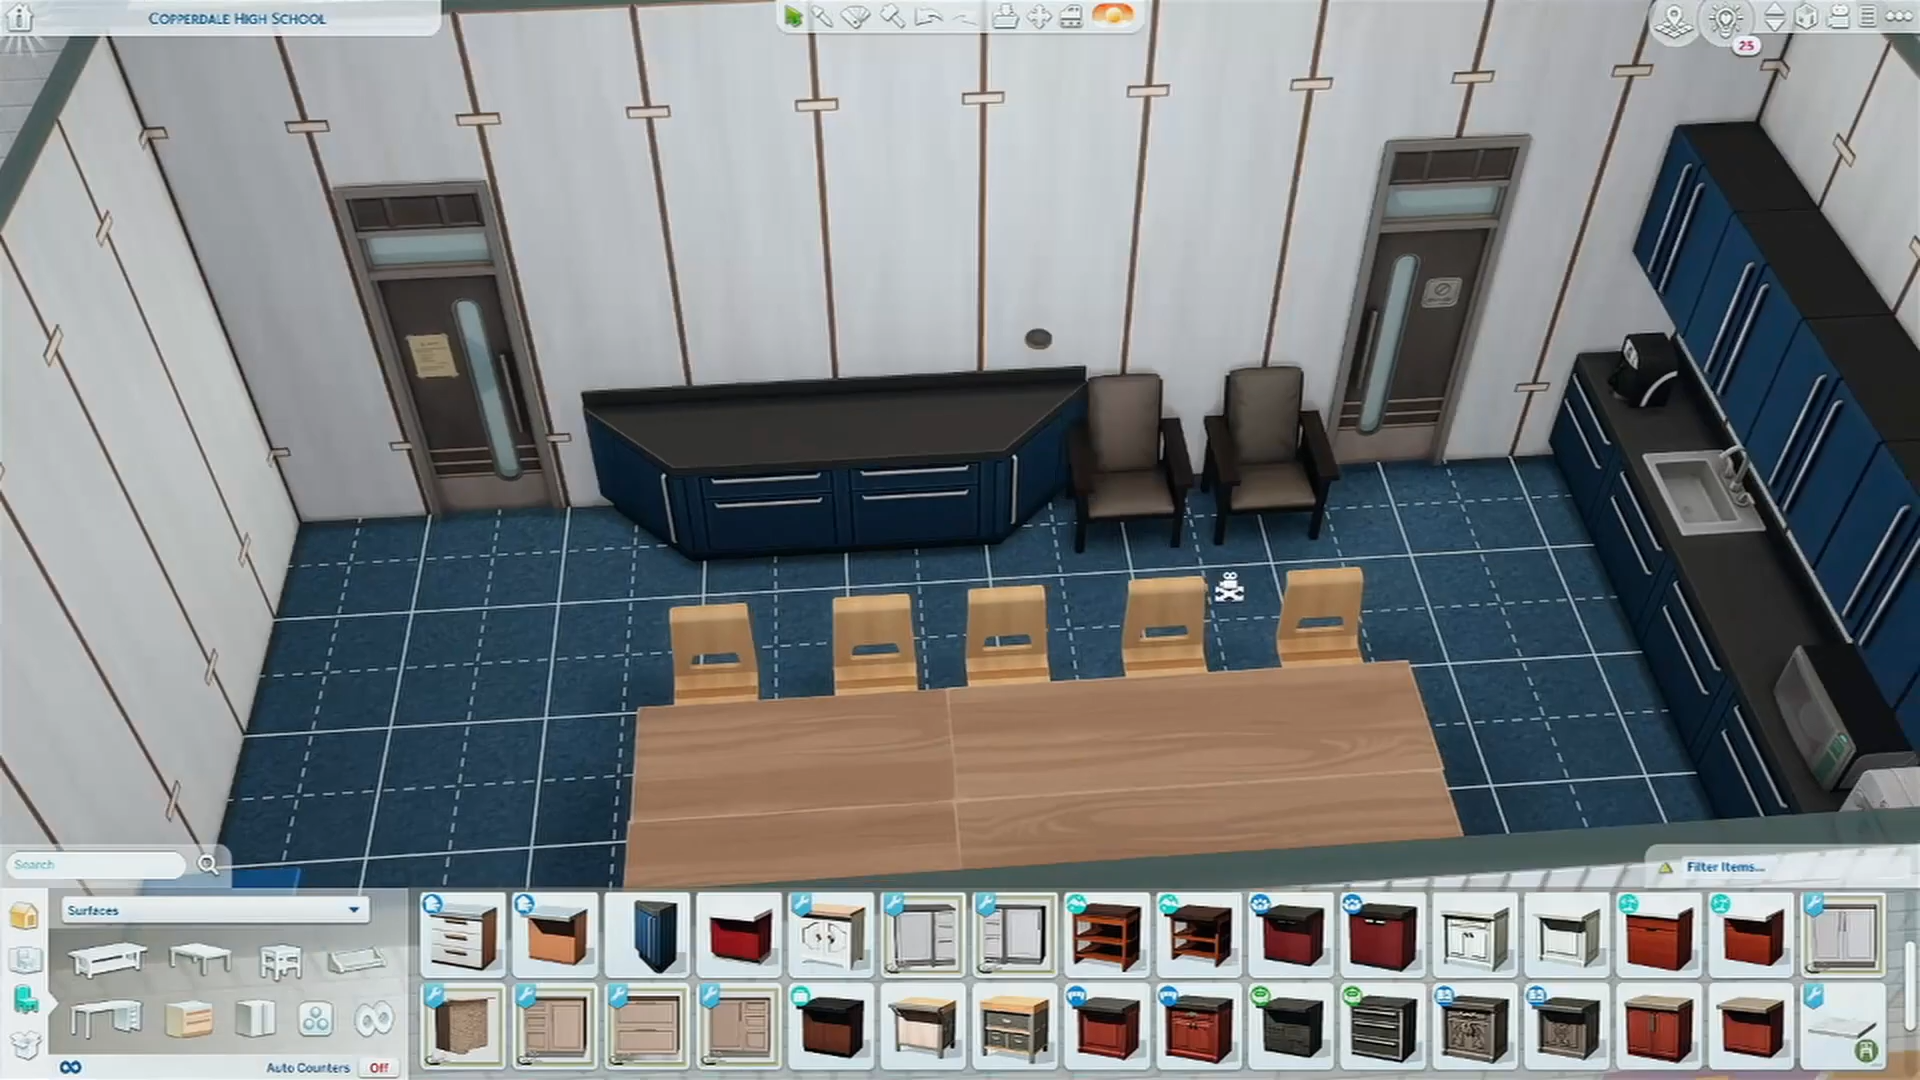 COPPERDALE HIGH SCHOOL
25
Search
Filter Items...
Surfaces
Auto Counters Off